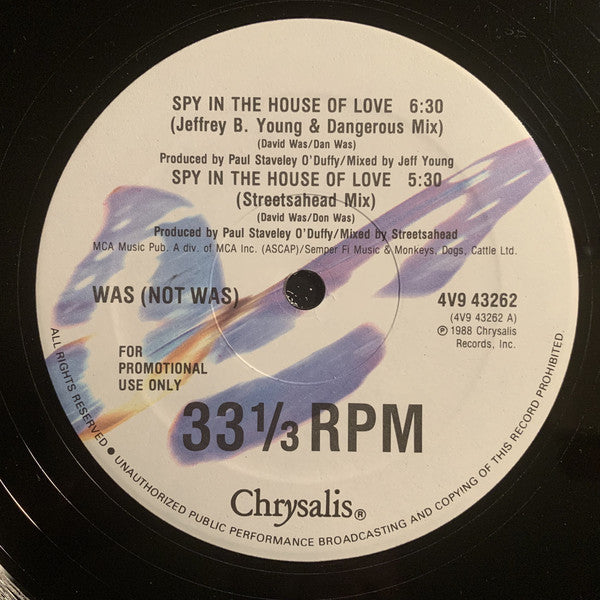 SPY IN THE HOUSE OF LOVE 6:30
(Jeffrey B. Young & Dangerous Mix)
(David Was/Dan Was)
Produced by Paul Staveley O'Duffy/Mixed by Jeff Young
SPY IN THE HOUSE OF LOVE 5:30
(Streetsahead Mix)
(David Was/Don Was)
Produced by Paul Staveley O'Duffy/Mixed by Streetsahead
MCA Music Pub. A div. of MCA Inc. (ASCAP)/Semper Fi Music & Monkeys, Dogs, Cattle Ltd.
WAS (NOT WAS)
4V9 43262
(4V9 43262 A)
℗ 1988 Chrysalis
Records, Inc.
FOR
PROMOTIONAL
USE ONLY
33 1/3 RPM
Chrysalis®
ALL RIGHTS RESERVED • UNAUTHORIZED PUBLIC PERFORMANCE BROADCASTING AND COPYING OF THIS RECORD PROHIBITED.